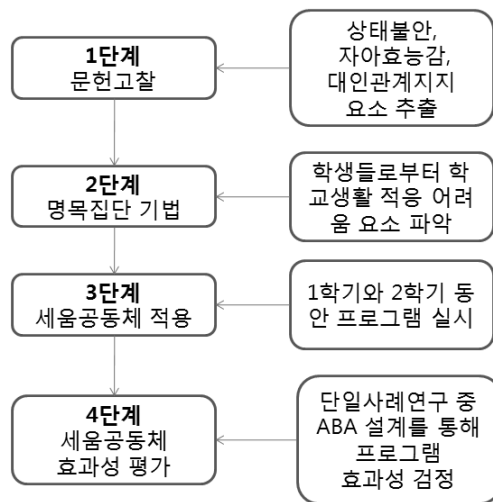 1단계
문헌고찰
상태불안,
자아효능감,
대인관계지지
요소 추출
2단계
명목집단 기법
학생들로부터 학
교생활 적응 어려
움 요소 파악
3단계
세움공동체 적용
1학기와 2학기 동
안 프로그램 실시
4단계
세움공동체
효과성 평가
단일사례연구 중
ABA 설계를 통해
프로그램
효과성 검정